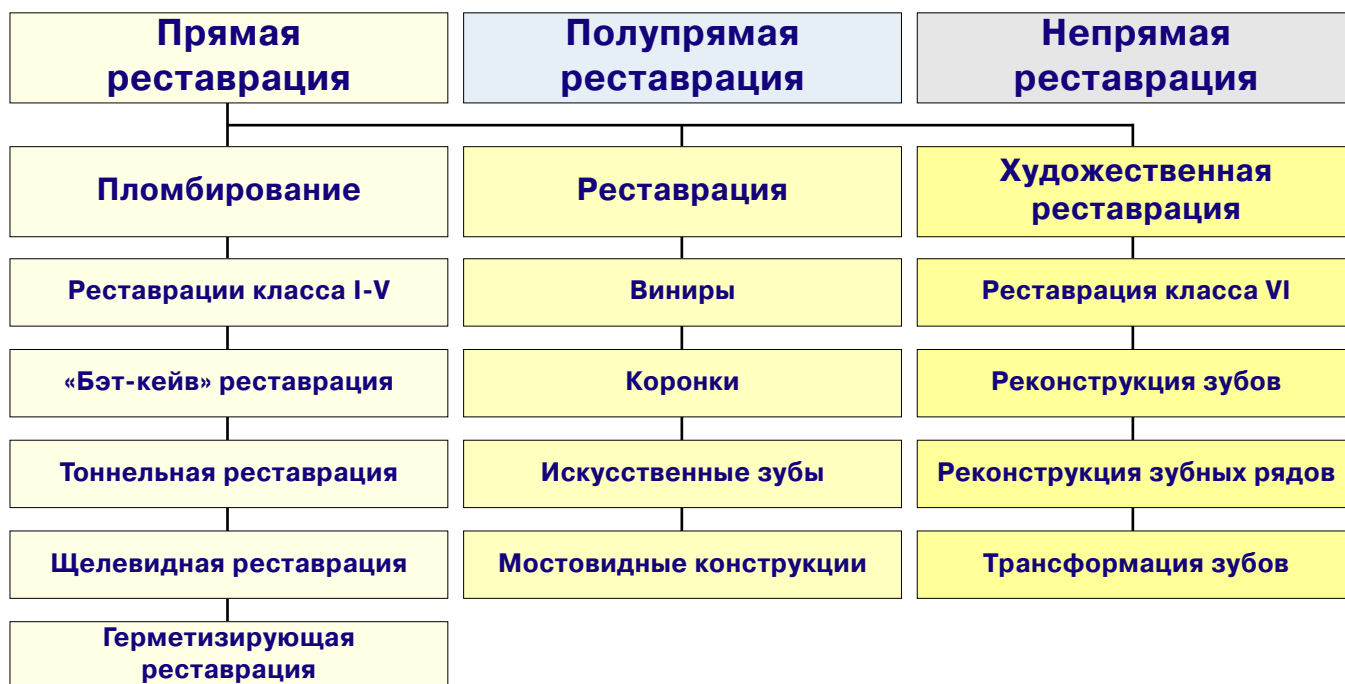 Прямая
реставрация
Полупрямая
реставрация
Непрямая
реставрация
Пломбирование
Реставрация
Художественная
реставрация
Реставрации класса I-V
Виниры
Реставрация класса VI
«Бэт-кейв» реставрация
Коронки
Реконструкция зубов
Тоннельная реставрация
Искусственные зубы
Реконструкция зубных рядов
Щелевидная реставрация
Мостовидные конструкции
Трансформация зубов
Герметизирующая
реставрация